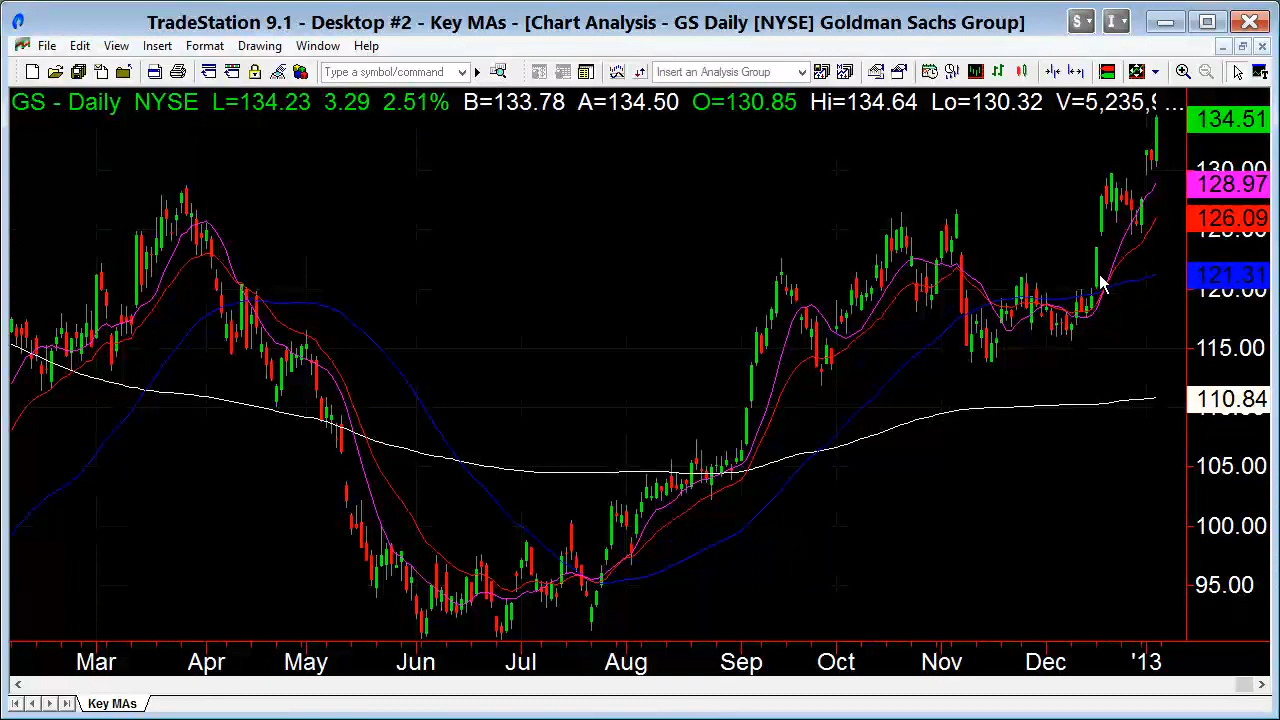 TradeStation 9.1 - Desktop #2 - Key MAs - [Chart Analysis - GS Daily [NYSE] Goldman Sachs Group]
S I
File Edit View Insert Format Drawing Window Help
Type a symbol/command Insert an Analysis Group
GS - Daily NYSE L=134.23 3.29 2.51% B=133.78 A=134.50 O=130.85 Hi=134.64 Lo=130.32 V=5,235,9 ...
134.51
130.00
128.97
126.09
125.00
121.31
120.00
115.00
110.84
105.00
100.00
95.00
Mar Apr May Jun Jul Aug Sep Oct Nov Dec '13
Key MAs